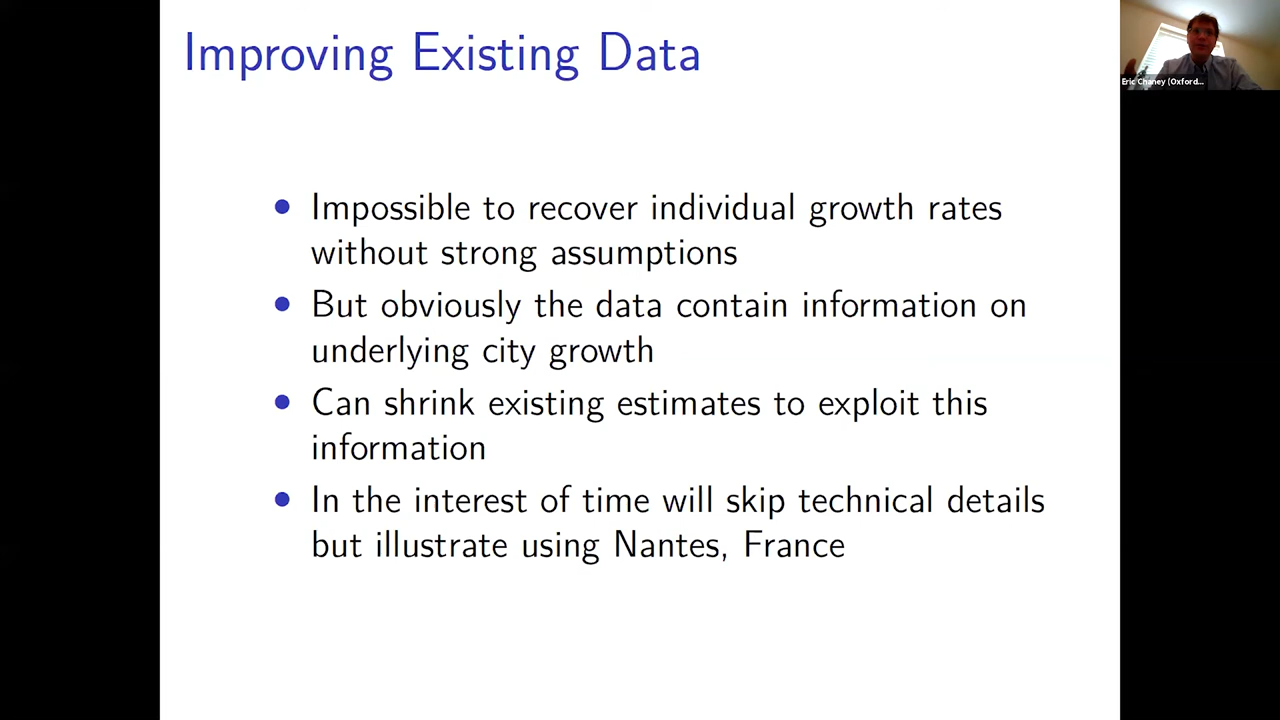 Improving Existing Data
Eric Chaney (Oxford...
• Impossible to recover individual growth rates
without strong assumptions
• But obviously the data contain information on
underlying city growth
• Can shrink existing estimates to exploit this
information
• In the interest of time will skip technical details
but illustrate using Nantes, France